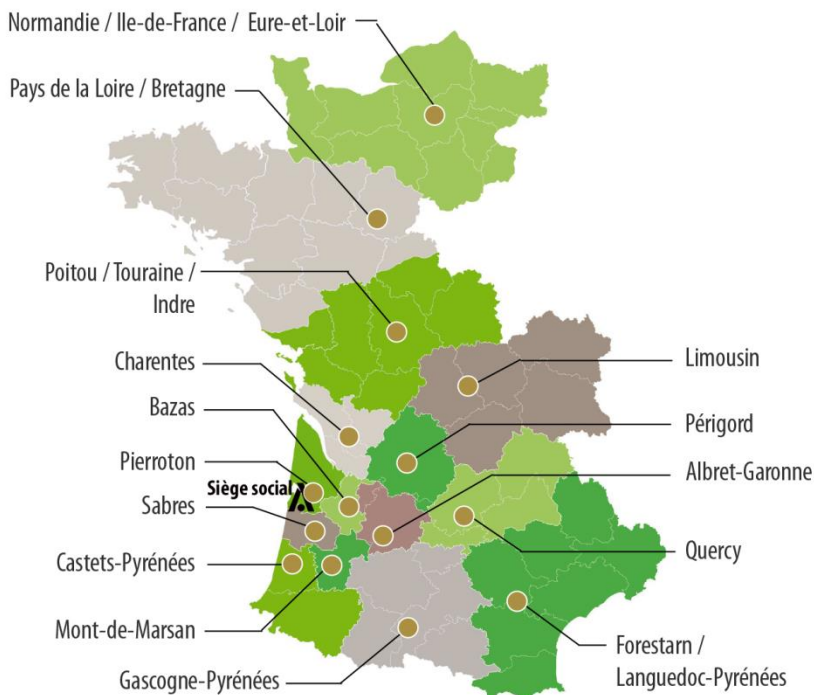 Normandie / Ile-de-France / Eure-et-Loir
Pays de la Loire / Bretagne
Poitou / Touraine /
Indre
Charentes
Bazas
Pierroton
Siège social
Sabres
Castets-Pyrénées
Mont-de-Marsan
Gascogne-Pyrénées
Limousin
Périgord
Albret-Garonne
Quercy
Forestarn /
Languedoc-Pyrénées